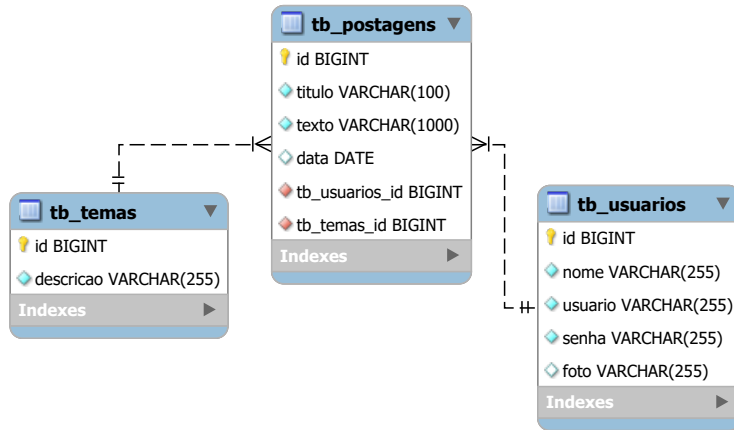 tb_postagens
id BIGINT
titulo VARCHAR(100)
texto VARCHAR(1000)
data DATE
tb_usuarios_id BIGINT
tb_temas_id BIGINT
Indexes
tb_temas
id BIGINT
descricao VARCHAR(255)
Indexes
tb_usuarios
id BIGINT
nome VARCHAR(255)
usuario VARCHAR(255)
senha VARCHAR(255)
foto VARCHAR(255)
Indexes